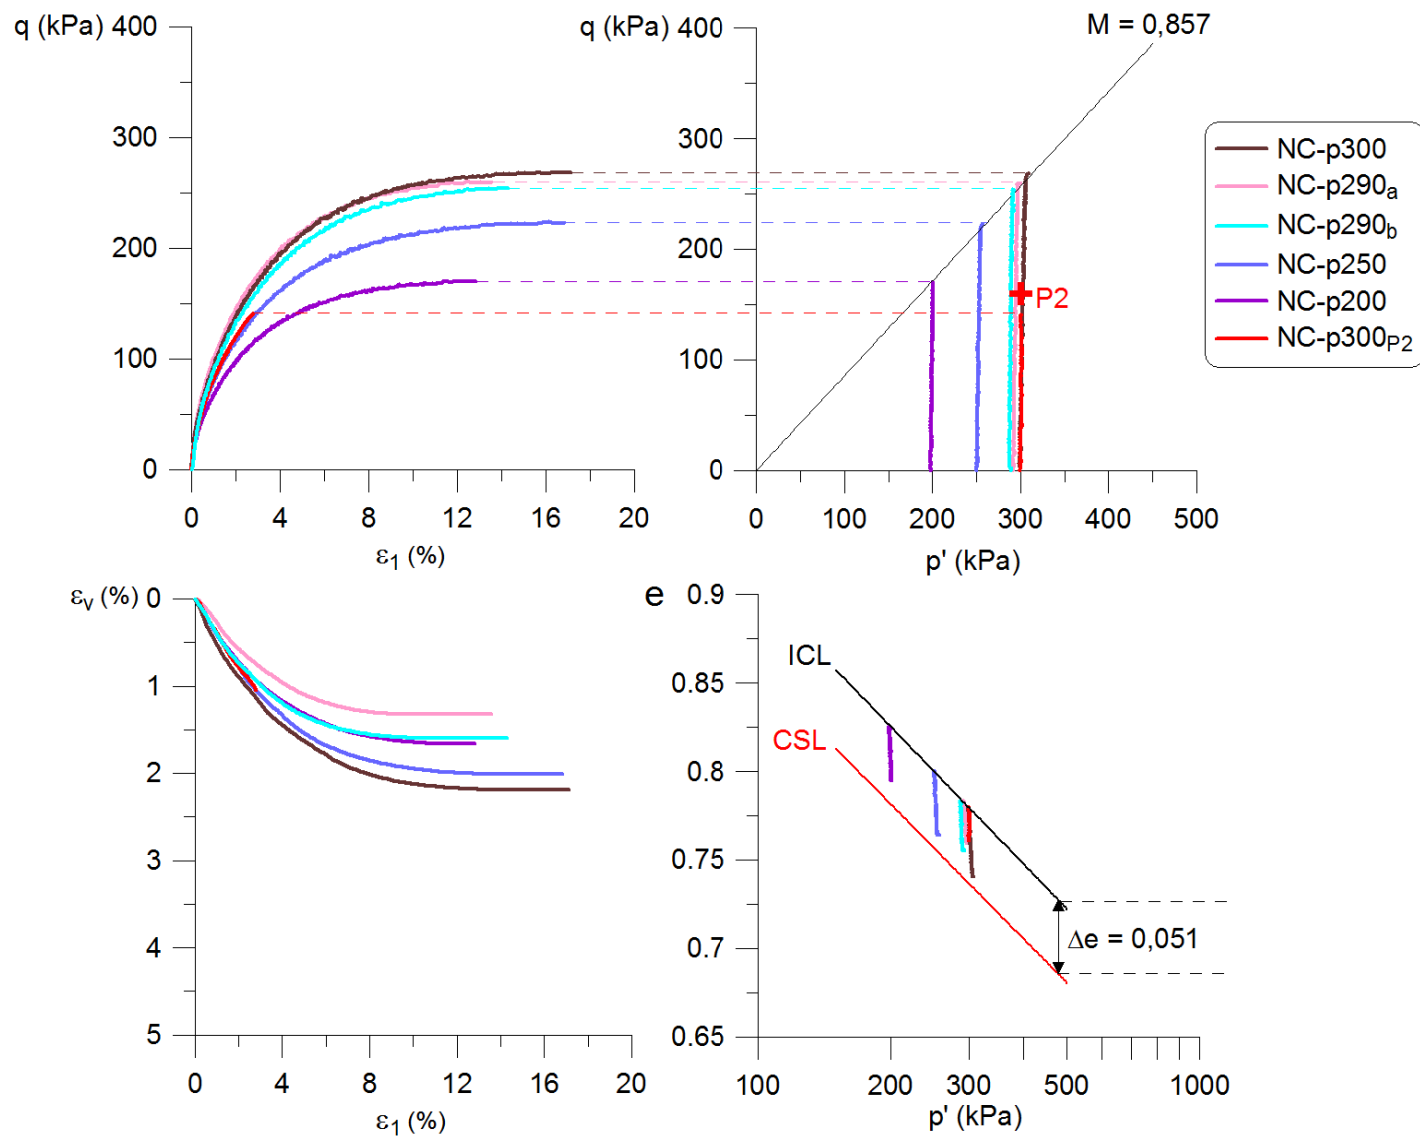 q (kPa)
400
300
200
100
0
0 4 8 12 16 20
ε1 (%)
q (kPa)
400
300
200
100
0
0 100 200 300 400 500
p' (kPa)
M = 0,857
P2
NC-p300
NC-p290a
NC-p290b
NC-p250
NC-p200
NC-p300P2
εv (%)
0
1
2
3
4
5
0 4 8 12 16 20
ε1 (%)
e
0.9
0.85
0.8
0.75
0.7
0.65
ICL
CSL
Δe = 0,051
100 200 300 500 1000
p' (kPa)